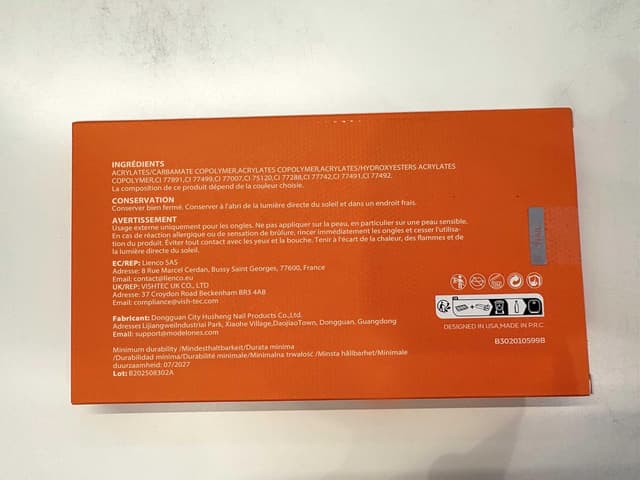 INGRÉDIENTS
ACRYLATES/CARBAMATE COPOLYMER,ACRYLATES COPOLYMER,ACRYLATES/HYDROXYESTERS ACRYLATES
COPOLYMER,CI 77891,CI 77499,CI 77007,CI 75120,CI 77288,CI 77742,CI 77491,CI 77492.
La composition de ce produit dépend de la couleur choisie.
CONSERVATION
Conserver bien fermé. Conserver à l'abri de la lumière directe du soleil et dans un endroit frais.
AVERTISSEMENT
Usage externe uniquement pour les ongles. Ne pas appliquer sur la peau, en particulier sur une peau sensible.
En cas de réaction allergique ou de sensation de brûlure, rincer immédiatement les ongles et cesser l'utilisa-
tion du produit. Éviter tout contact avec les yeux et la bouche. Tenir à l'écart de la chaleur, des flammes et de
la lumière directe du soleil.
EC/REP: Lienco SAS
Adresse: 8 Rue Marcel Cerdan, Bussy Saint Georges, 77600, France
Email: contact@lienco.eu
UK/REP: VISHTEC UK CO., LTD
Adresse: 37 Croydon Road Beckenham BR3 4AB
Email: compliance@vish-tec.com
Fabricant: Dongguan City Husheng Nail Products Co.,Ltd.
Adresses LijiangweiIndustriai Park, Xiaohe Village,DaojiaoTown, Dongguan, Guangdong
Email: support@modelones.com
Minimum durability /Mindesthaltbarkeit/Durata minima
/Durabilidad mínima/Durabilité minimale/Minimalna trwałość /Minsta hållbarhet/Minimale
duurzaamheid: 07/2027
Lot: B202508302A
DESIGNED IN USA,MADE IN P.R.C
B302010599B